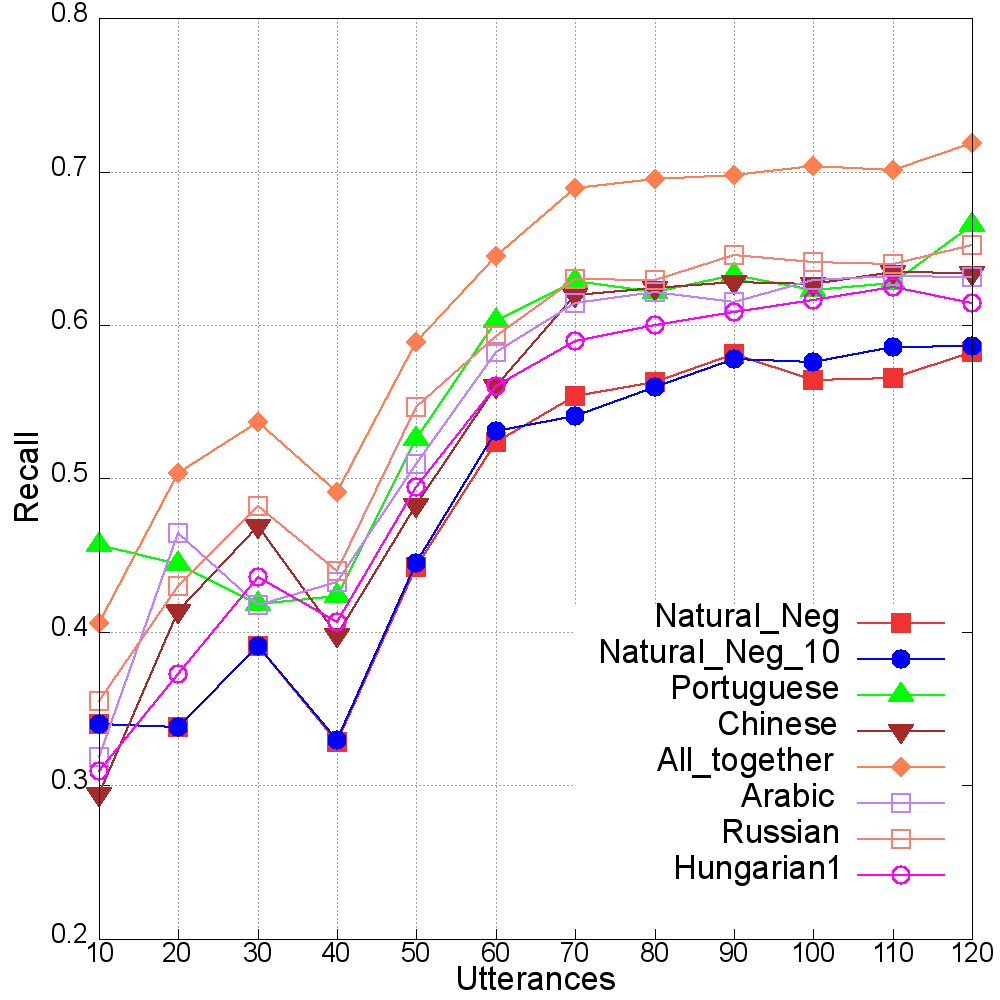 0.8
0.7
0.6
0.5
0.4
0.3
0.2
Recall
Natural_Neg
Natural_Neg_10
Portuguese
Chinese
All_together
Arabic
Russian
Hungarian1
10 20 30 40 50 60 70 80 90 100 110 120
Utterances